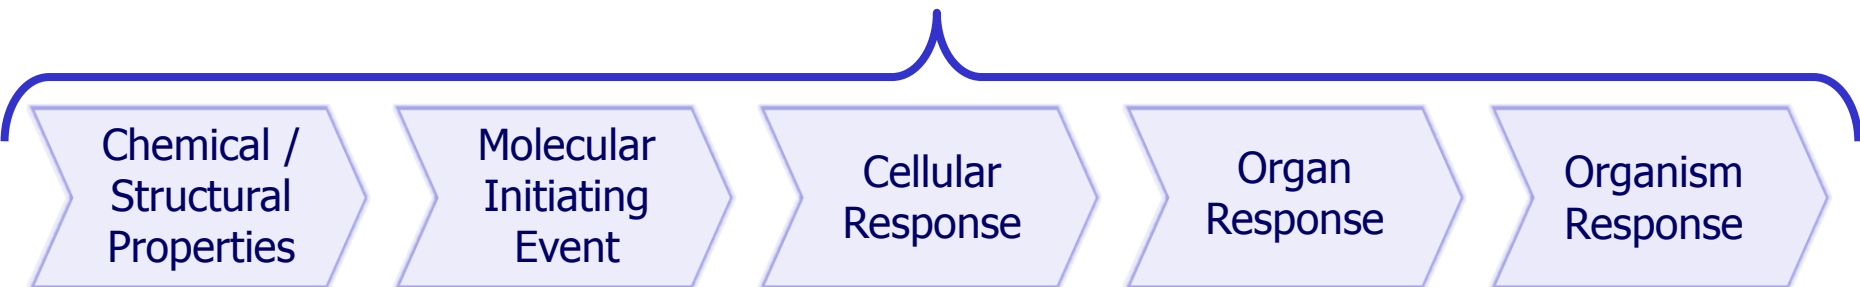 Chemical /
Structural
Properties
Molecular
Initiating
Event
Cellular
Response
Organ
Response
Organism
Response